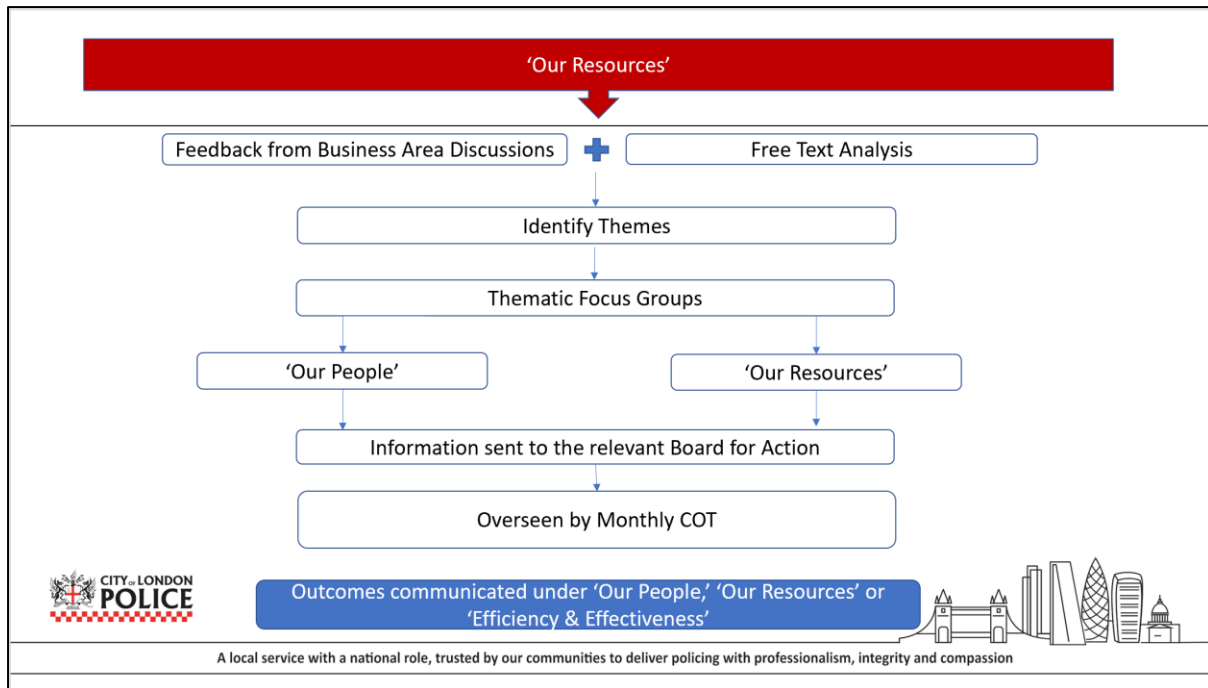 ‘Our Resources’
Feedback from Business Area Discussions
Free Text Analysis
Identify Themes
Thematic Focus Groups
‘Our People’
‘Our Resources’
Information sent to the relevant Board for Action
Overseen by Monthly COT
CITY OF LONDON
POLICE
Outcomes communicated under ‘Our People,’ ‘Our Resources’ or
‘Efficiency & Effectiveness’
A local service with a national role, trusted by our communities to deliver policing with professionalism, integrity and compassion